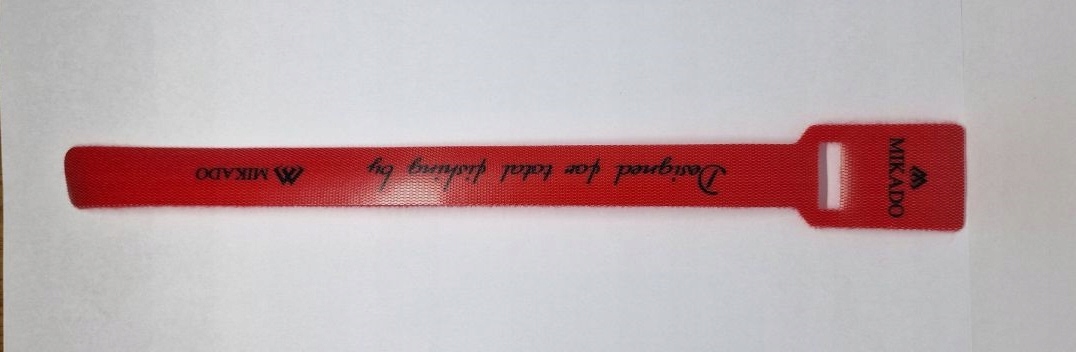 Designed for total fishing by
MIKADO
MIKADO